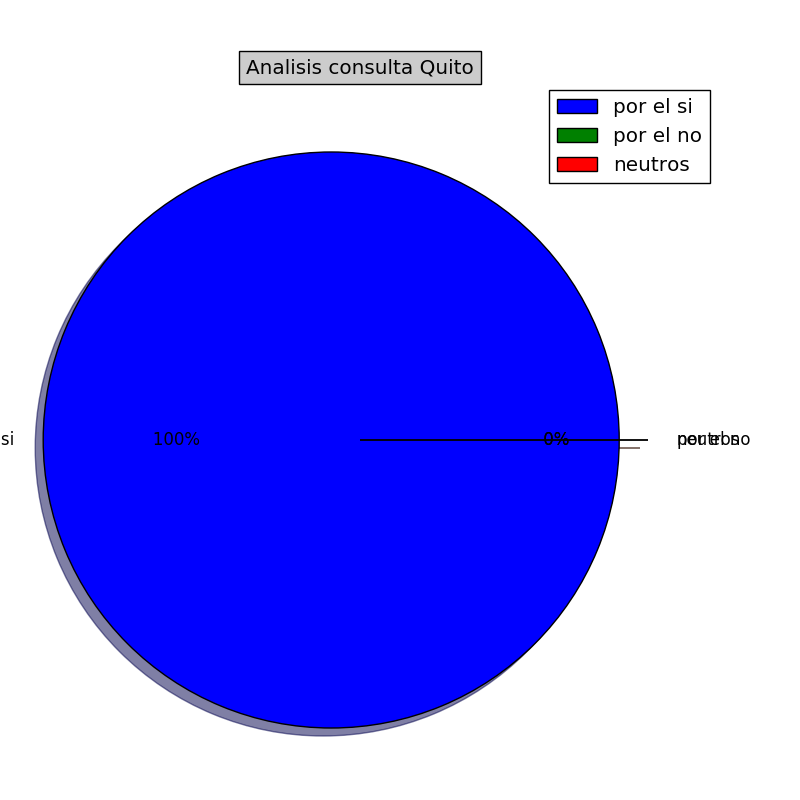 Analisis consulta Quito
por el si
por el no
neutros
si
100%
0%